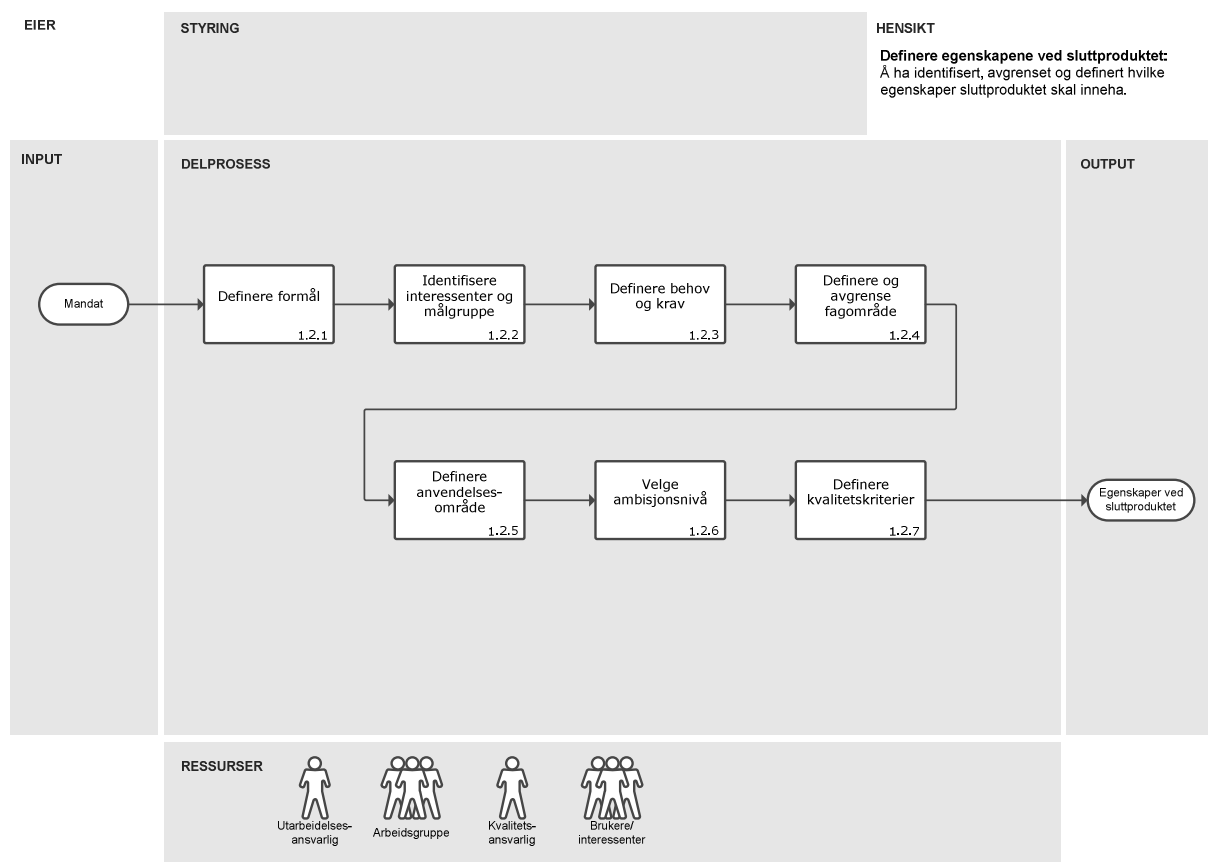 EIER
STYRING
HENSIKT
Definere egenskapene ved sluttproduktet:
Å ha identifisert, avgrenset og definert hvilke
egenskaper sluttproduktet skal inneha.
INPUT
DELPROSESS
OUTPUT
Mandat
Definere formål
1.2.1
Identifisere
interessenter og
målgruppe
1.2.2
Definere behov
og krav
1.2.3
Definere og
avgrense
fagområde
1.2.4
Definere
anvendelses-
område
1.2.5
Velge
ambisjonsnivå
1.2.6
Definere
kvalitetskriterier
1.2.7
Egenskaper ved
sluttproduktet
RESSURSER
Utarbeidelses-
ansvarlig
Arbeidsgruppe
Kvalitets-
ansvarlig
Brukere/
interessenter